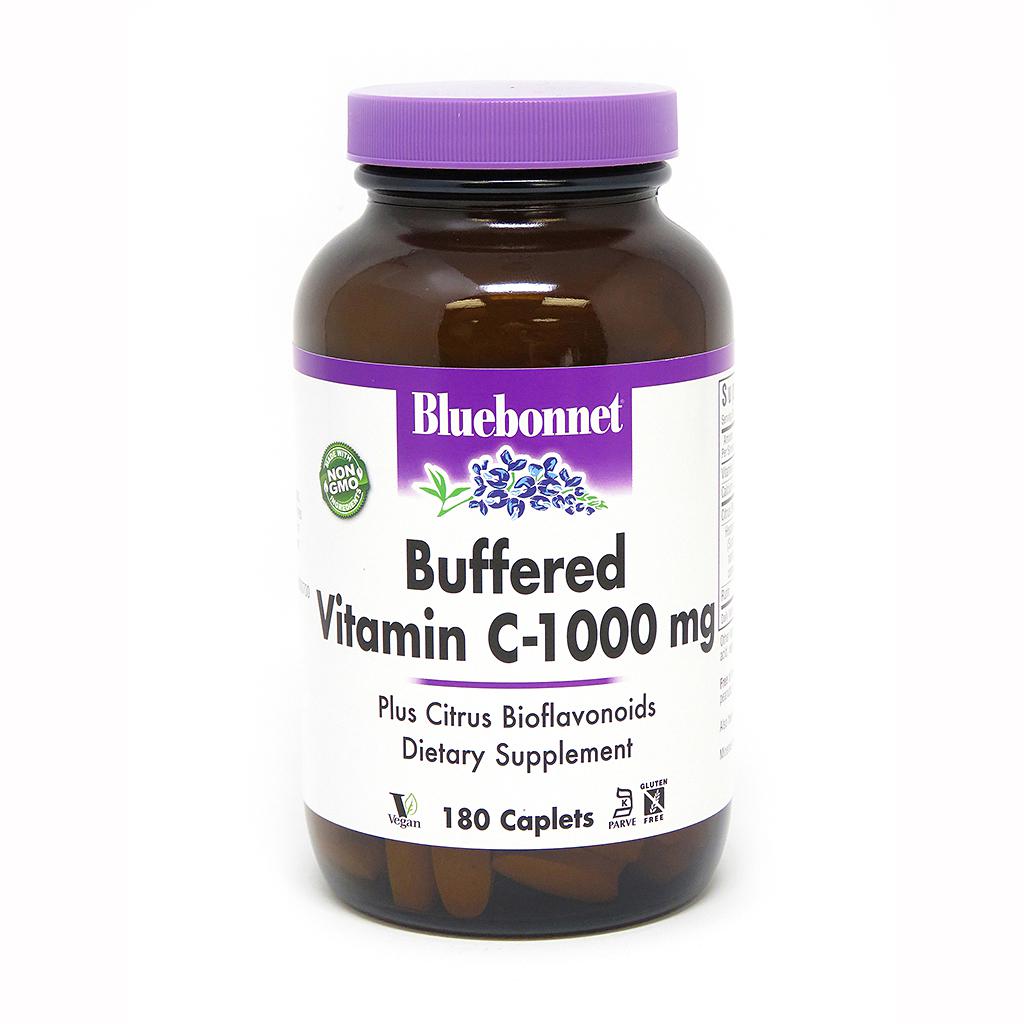 Bluebonnet
MADE WITH
NON
GMO
INGREDIENTS
Buffered
Vitamin C-1000 mg
Plus Citrus Bioflavonoids
Dietary Supplement
V
Vegan
180 Caplets
K
PARVE
GLUTEN
FREE